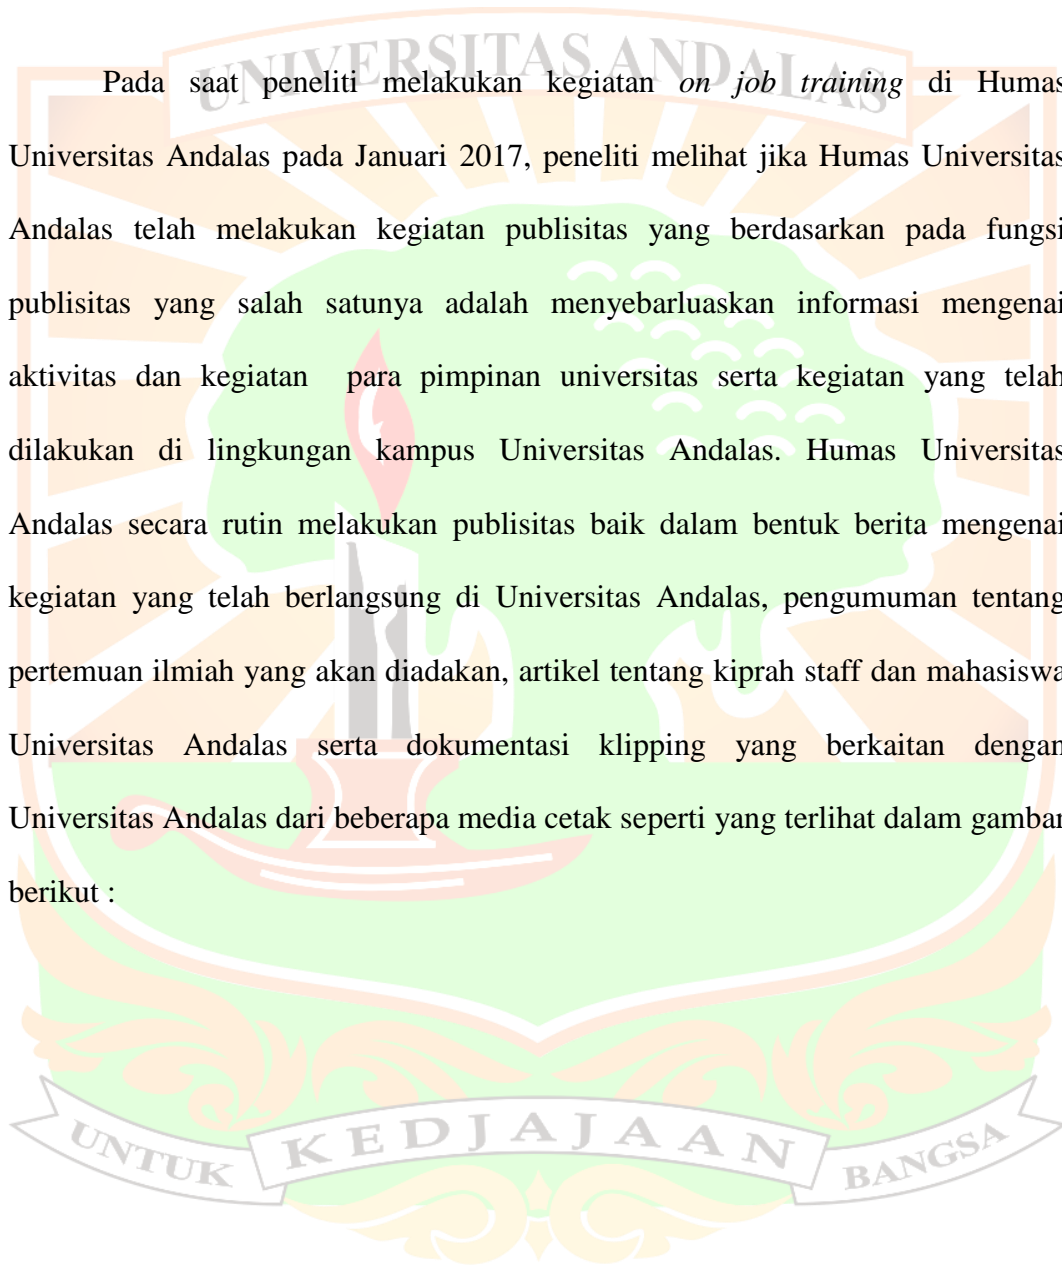 UNIVERSITAS ANDALAS
Pada saat peneliti melakukan kegiatan on job training di Humas
Universitas Andalas pada Januari 2017, peneliti melihat jika Humas Universitas
Andalas telah melakukan kegiatan publisitas yang berdasarkan pada fungsi
publisitas yang salah satunya adalah menyebarluaskan informasi mengenai
aktivitas dan kegiatan para pimpinan universitas serta kegiatan yang telah
dilakukan di lingkungan kampus Universitas Andalas. Humas Universitas
Andalas secara rutin melakukan publisitas baik dalam bentuk berita mengenai
kegiatan yang telah berlangsung di Universitas Andalas, pengumuman tentang
pertemuan ilmiah yang akan diadakan, artikel tentang kiprah staff dan mahasiswa
Universitas Andalas serta dokumentasi klipping yang berkaitan dengan
Universitas Andalas dari beberapa media cetak seperti yang terlihat dalam gambar
berikut :
UNTUK KEDJAJAAN BANGSA